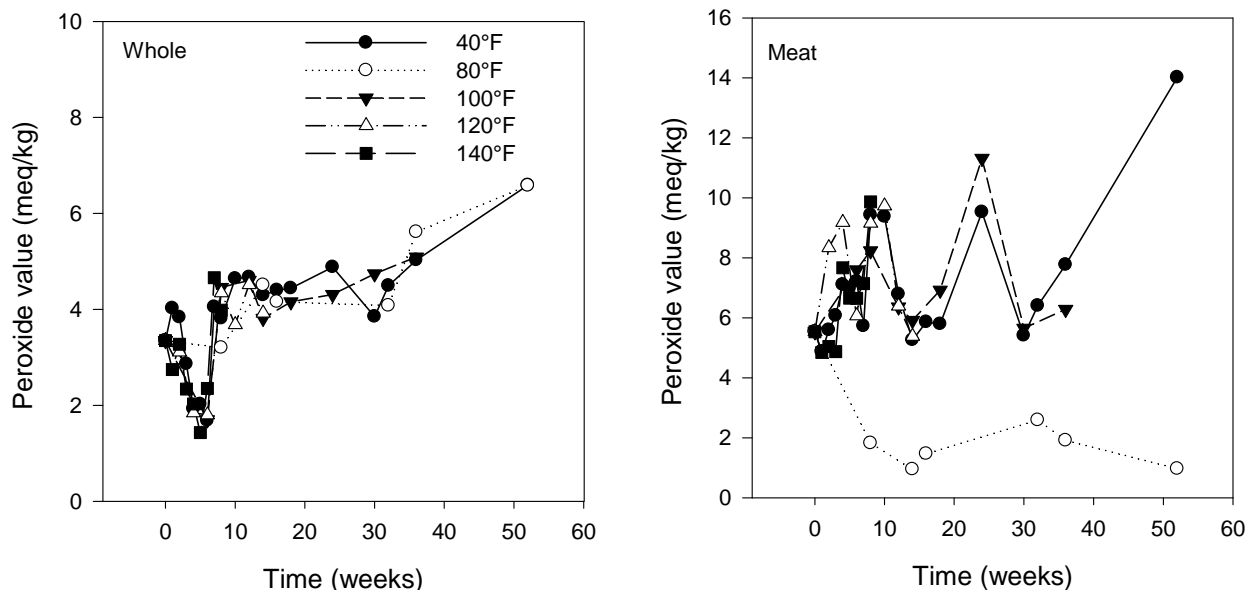 Whole
40°F
80°F
100°F
120°F
140°F
Peroxide value (meq/kg)
10
8
6
4
2
0
0 10 20 30 40 50 60
Time (weeks)
Meat
Peroxide value (meq/kg)
16
14
12
10
8
6
4
2
0
0 10 20 30 40 50 60
Time (weeks)